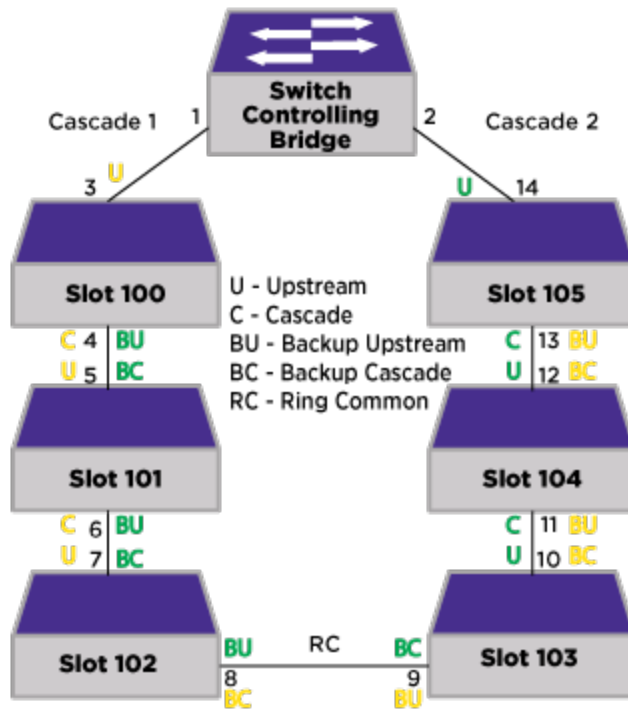 Switch
Controlling
Bridge
Cascade 1
1
2
Cascade 2
3
U
U
14
Slot 100
Slot 105
U - Upstream
C - Cascade
BU - Backup Upstream
BC - Backup Cascade
RC - Ring Common
C 4 BU
U 5 BC
C 13 BU
U 12 BC
Slot 101
Slot 104
C 6 BU
U 7 BC
C 11 BU
U 10 BC
Slot 102
Slot 103
BU RC BC
8 9
BC BU